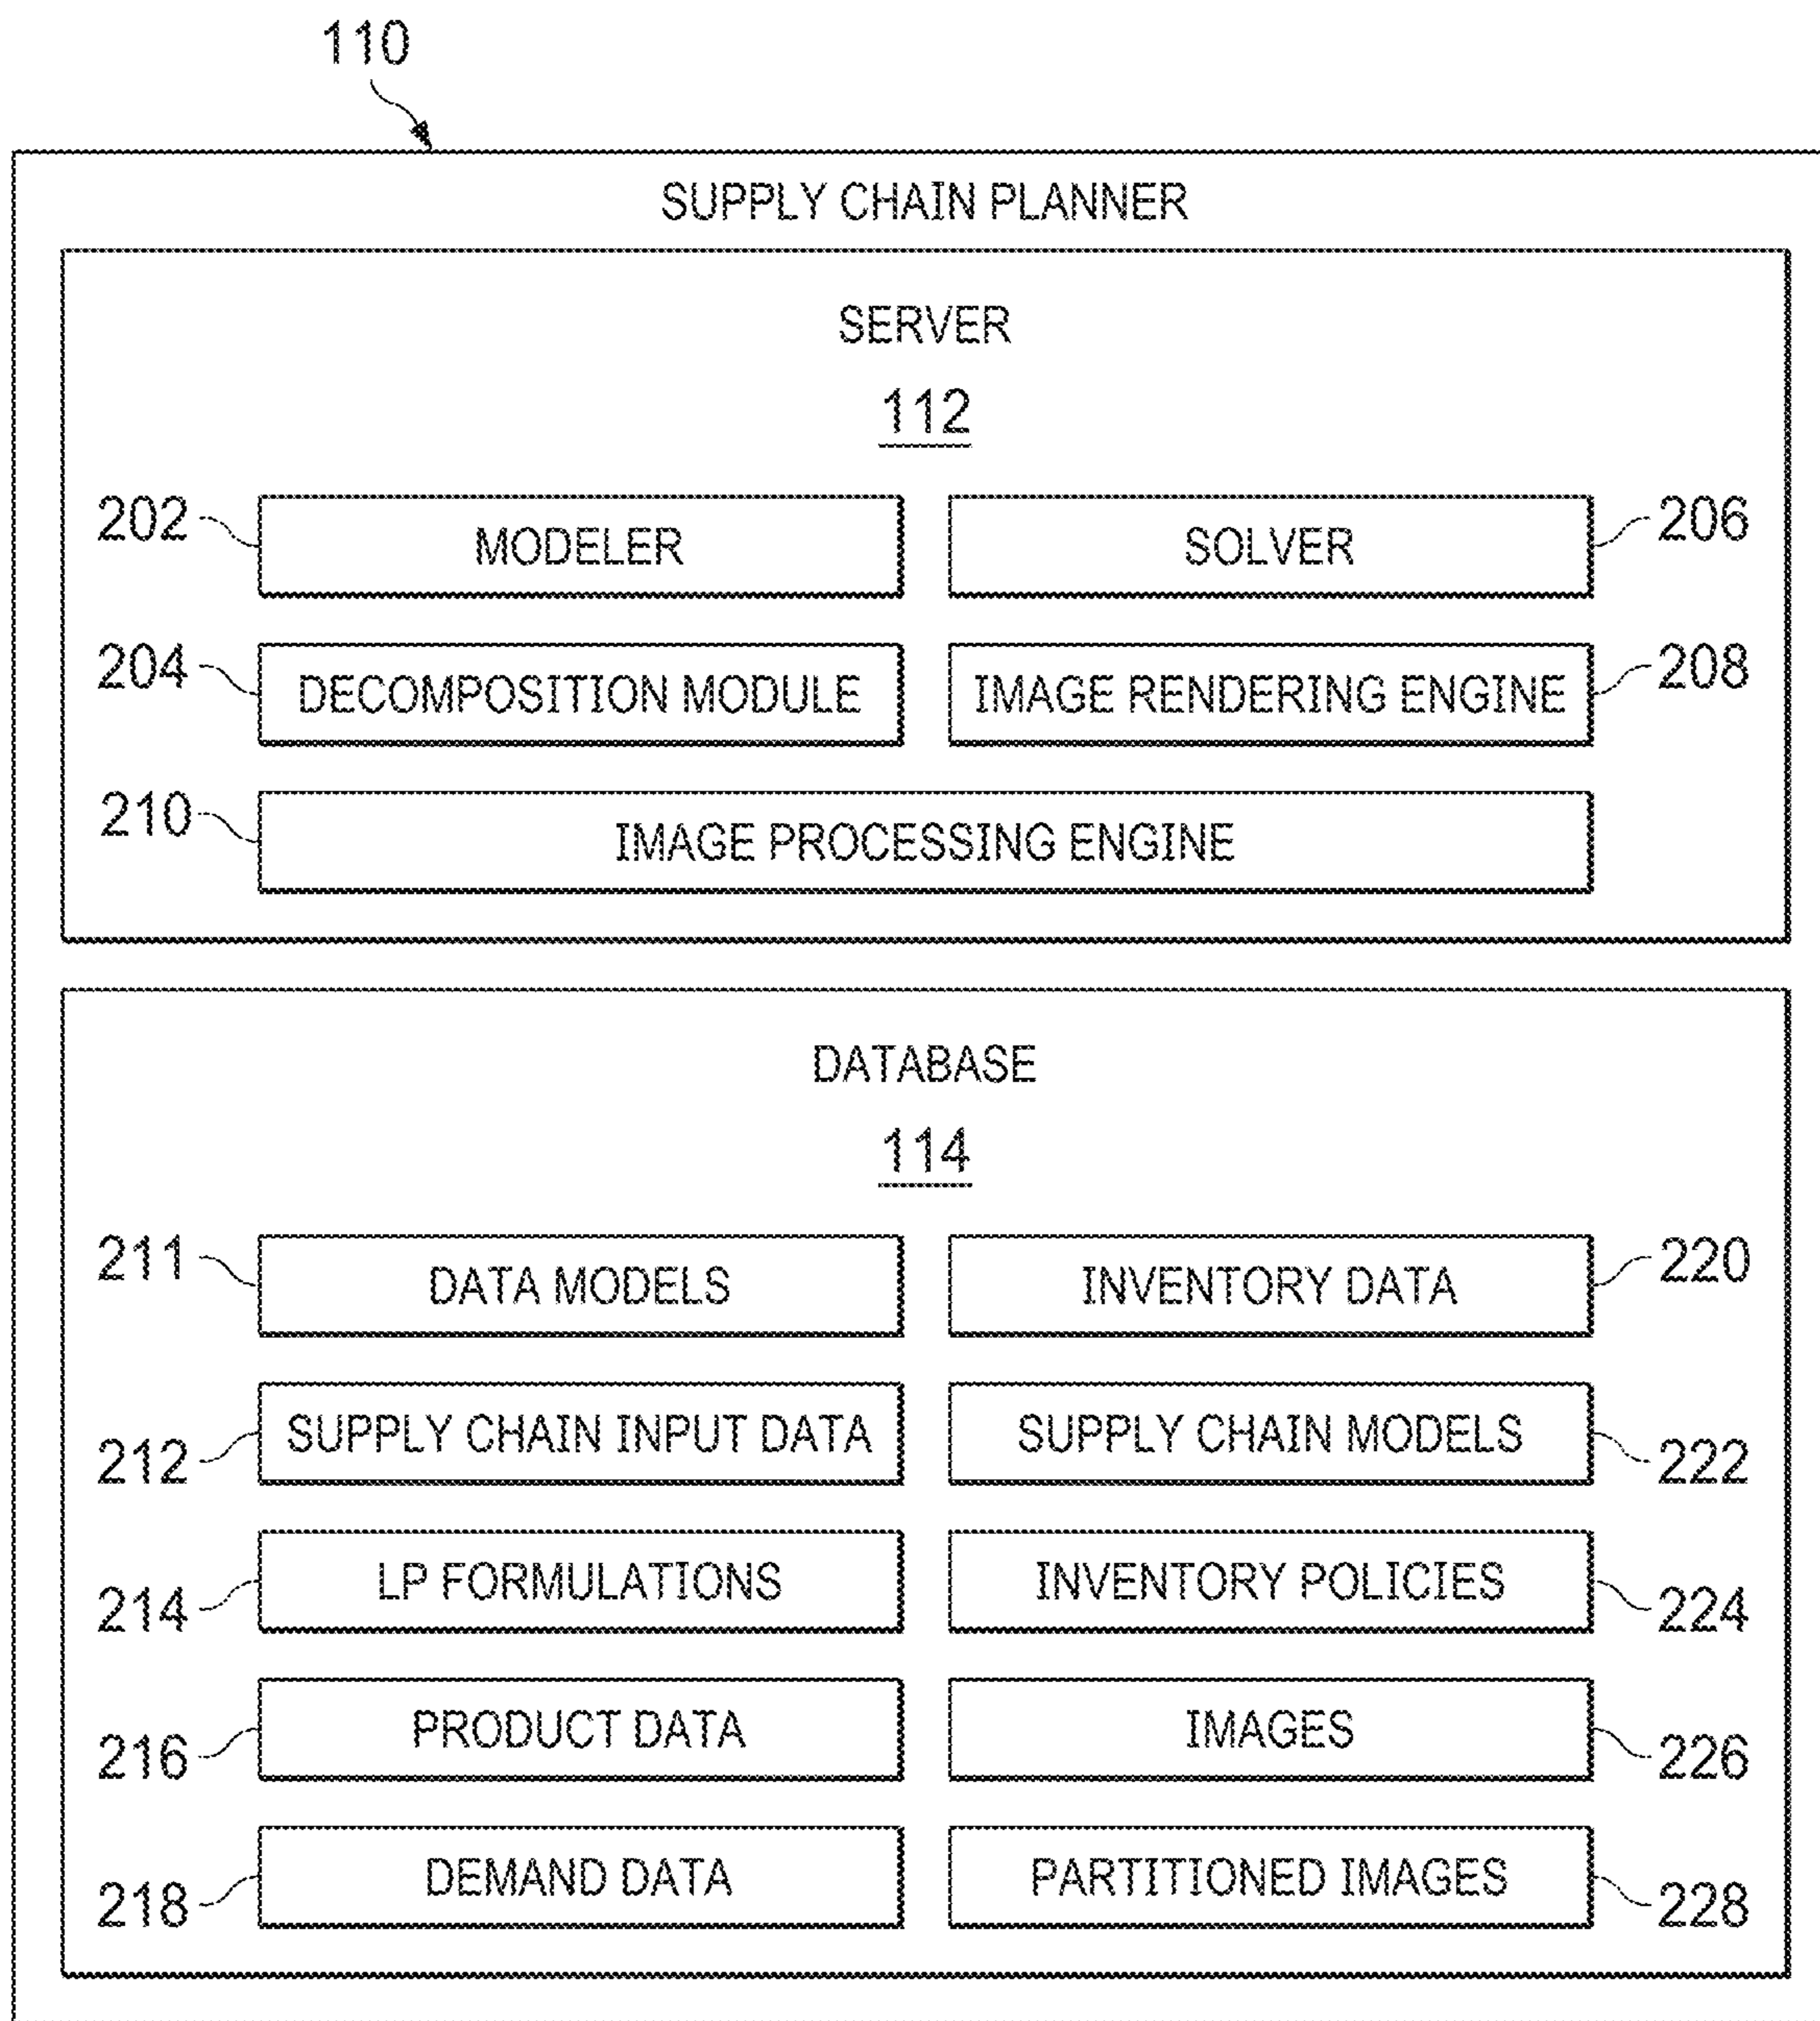 110
SUPPLY CHAIN PLANNER
SERVER
112
202 MODELER SOLVER 206
204 DECOMPOSITION MODULE IMAGE RENDERING ENGINE 208
210 IMAGE PROCESSING ENGINE
DATABASE
114
211 DATA MODELS INVENTORY DATA 220
212 SUPPLY CHAIN INPUT DATA SUPPLY CHAIN MODELS 222
214 LP FORMULATIONS INVENTORY POLICIES 224
216 PRODUCT DATA IMAGES 226
218 DEMAND DATA PARTITIONED IMAGES 228